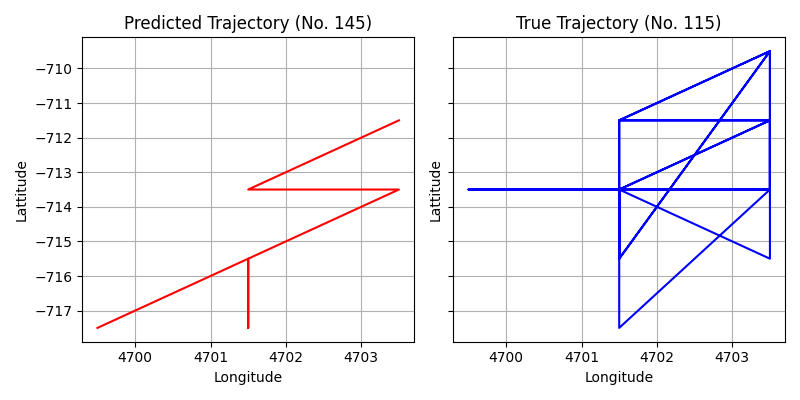 Predicted Trajectory (No. 145)
True Trajectory (No. 115)
−710
−711
−712
−713
−714
−715
−716
−717
Lattitude
Lattitude
4700
4701
4702
4703
4700
4701
4702
4703
Longitude
Longitude